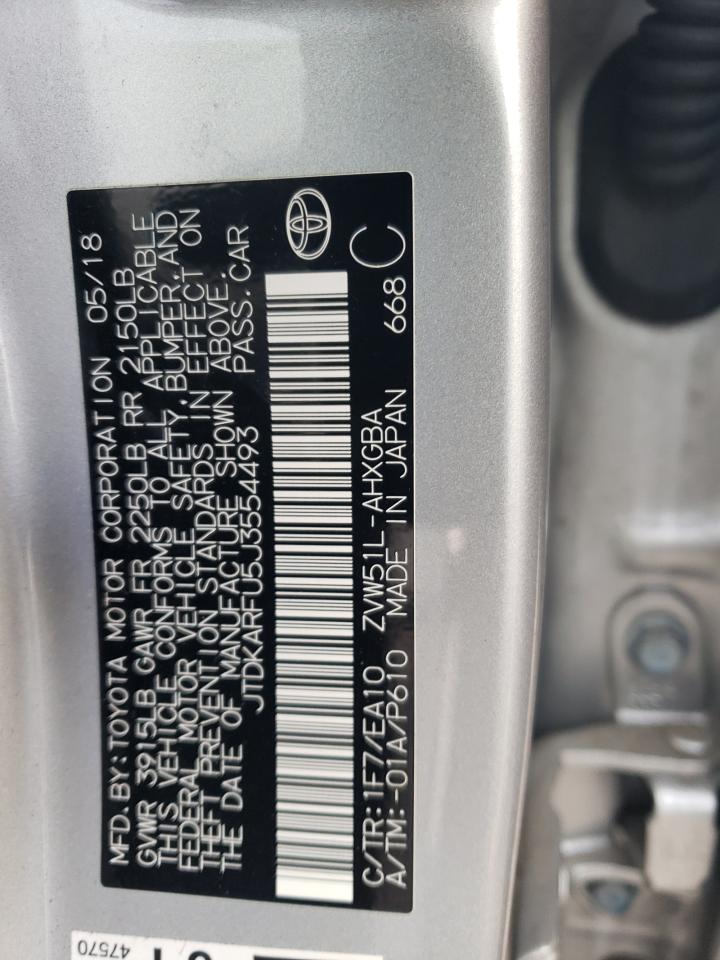 MFD.BY:TOYOTA MOTOR CORPORATION 05/18
GVWR 3915LB GAWR FR 2250LB RR 2150LB
THIS VEHICLE CONFORMS TO ALL APPLICABLE
FEDERAL MOTOR VEHICLE SAFETY,BUMPER,AND
THEFT PREVENTION STANDARDS IN EFFECT ON
THE DATE OF MANUFACTURE SHOWN ABOVE.
JTDKARFU5J3554493 PASS.CAR
C/TR:1F7/EA10 ZVW51L-AHXGBA
A/TM:-01A/P610 MADE IN JAPAN 668 C
47570